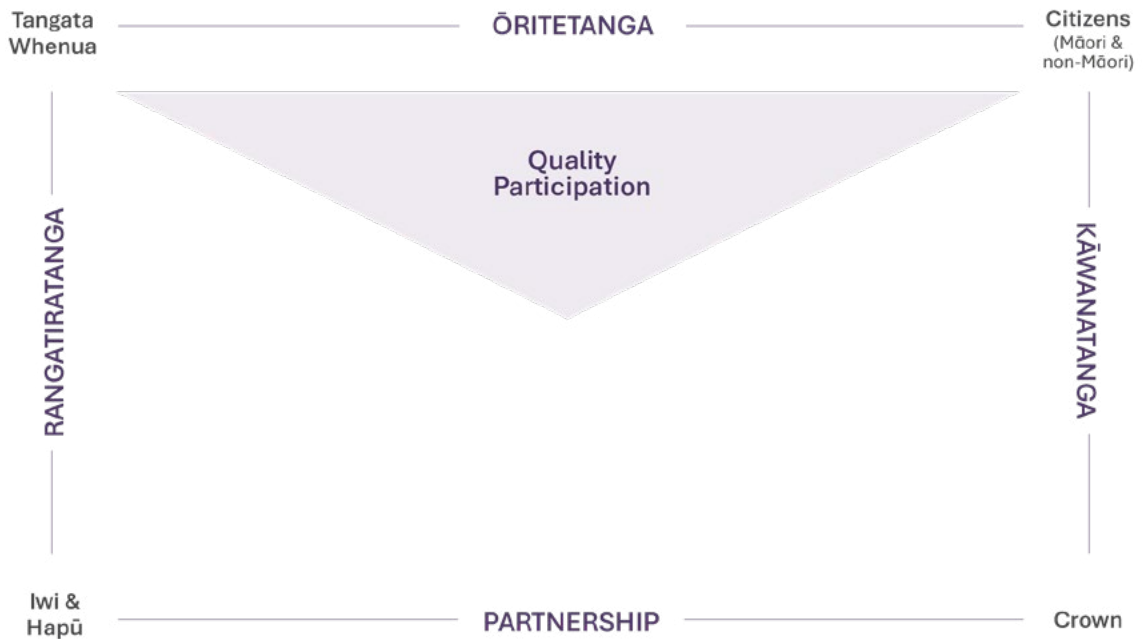 Tangata
Whenua
ŌRITETANGA
Citizens
(Māori &
non-Māori)
Quality
Participation
RANGATIRATANGA
KĀWANATANGA
Iwi &
Hapū
PARTNERSHIP
Crown